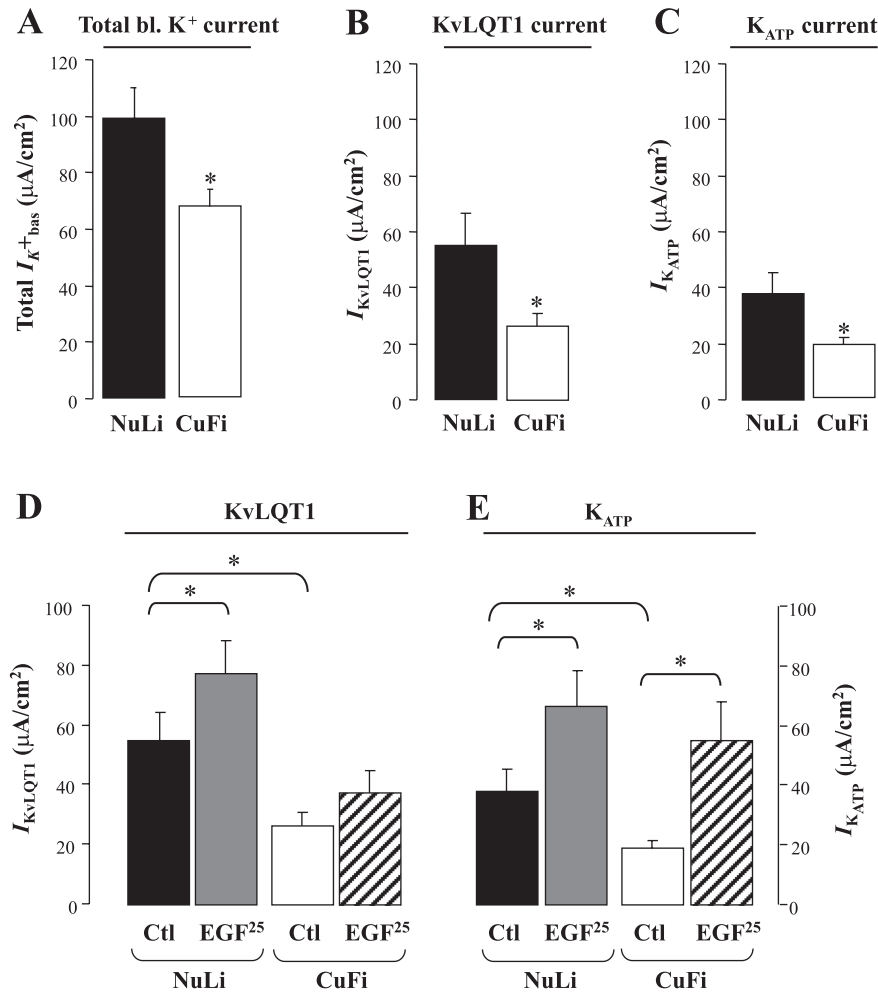 A Total bl. K⁺ current
Total I_K⁺bas (µA/cm²)
120
100
80
60
40
20
0
*
NuLi CuFi
B KvLQT1 current
I_KvLQT1 (µA/cm²)
120
100
80
60
40
20
0
*
NuLi CuFi
C K_ATP current
I_K_ATP (µA/cm²)
120
100
80
60
40
20
0
*
NuLi CuFi
D KvLQT1
I_KvLQT1 (µA/cm²)
100
80
60
40
20
0
*
*
Ctl EGF²⁵ Ctl EGF²⁵
NuLi CuFi
E K_ATP
*
*
*
100
80
60
40
20
0
I_K_ATP (µA/cm²)
Ctl EGF²⁵ Ctl EGF²⁵
NuLi CuFi